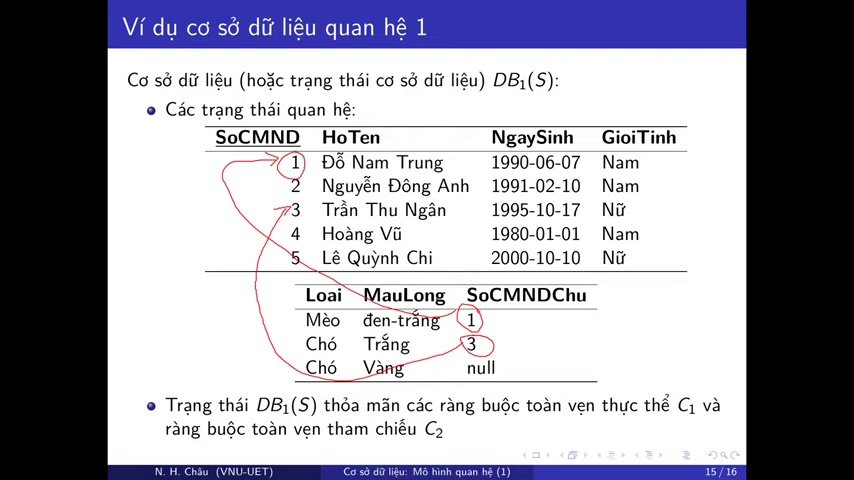 Ví dụ cơ sở dữ liệu quan hệ 1
Cơ sở dữ liệu (hoặc trạng thái cơ sở dữ liệu) DB₁(S):
Các trạng thái quan hệ:
SoCMND HoTen NgaySinh GioiTinh
1 Đỗ Nam Trung 1990-06-07 Nam
2 Nguyễn Đông Anh 1991-02-10 Nam
3 Trần Thu Ngân 1995-10-17 Nữ
4 Hoàng Vũ 1980-01-01 Nam
5 Lê Quỳnh Chi 2000-10-10 Nữ
Loai MauLong SoCMNDChu
Mèo đen-trắng 1
Chó Trắng 3
Chó Vàng null
Trạng thái DB₁(S) thỏa mãn các ràng buộc toàn vẹn thực thể C₁ và
ràng buộc toàn vẹn tham chiếu C₂
N. H. Châu (VNU-UET) Cơ sở dữ liệu: Mô hình quan hệ (1) 15 / 16